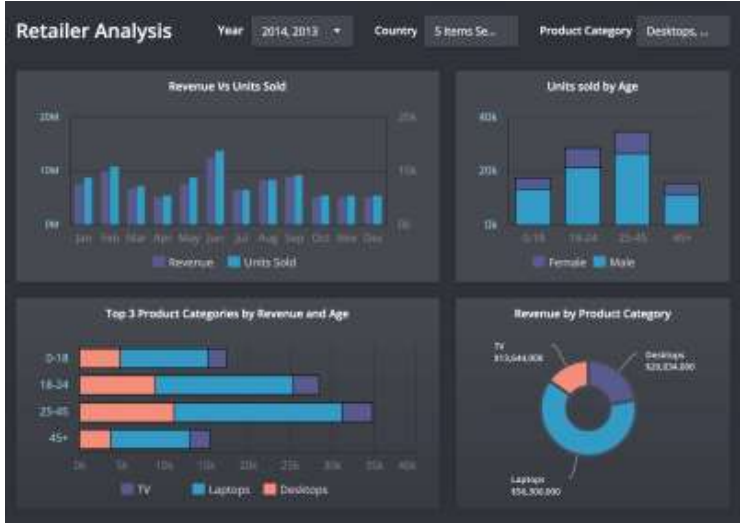 Retailer Analysis
Year 2014, 2013
Country 5 Items Se...
Product Category Desktops, ...
Revenue Vs Units Sold
20M
20k
10M
10k
0M
0k
Jan Feb Mar Apr May Jun Jul Aug Sep Oct Nov Dec
Revenue Units Sold
Units sold by Age
40k
20k
0k
0-18 18-24 25-45 45+
Female Male
Top 3 Product Categories by Revenue and Age
0-18
18-24
25-45
45+
0k 5k 10k 15k 20k 25k 30k 35k 40k
TV Laptops Desktops
Revenue by Product Category
TV
Desktops
Laptops